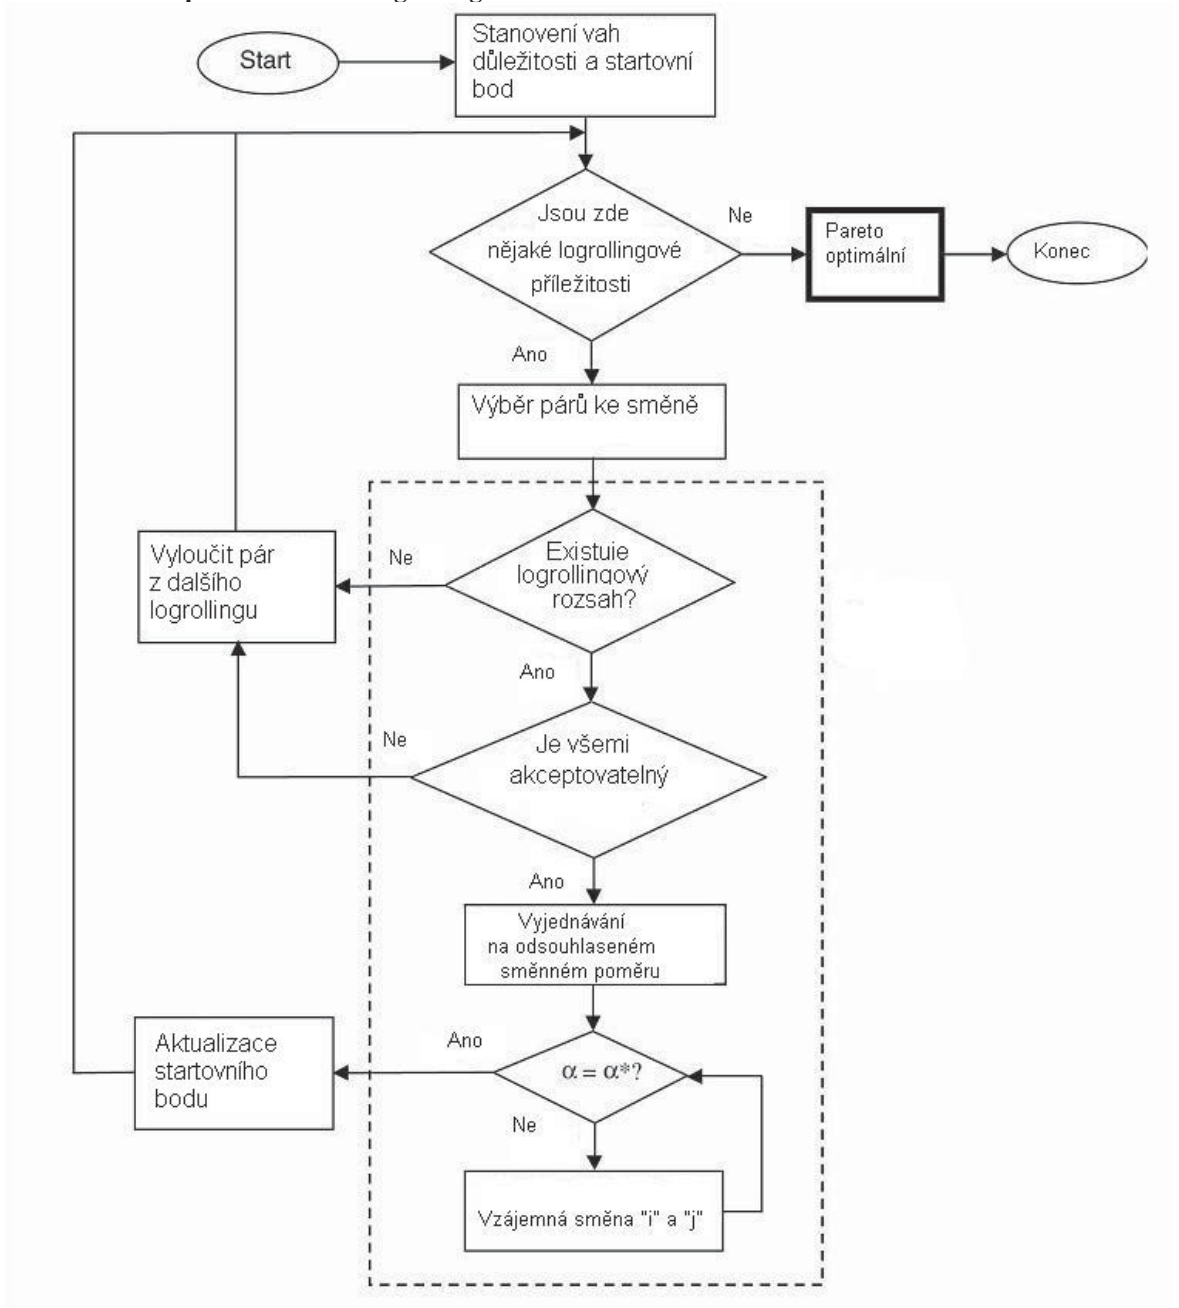 Start
Stanovení vah
důležitosti a startovní
bod
Jsou zde
nějaké logrollingové
příležitosti
Ne
Pareto
optimální
Konec
Ano
Výběr párů ke směně
Existuie
logrollingový
rozsah?
Ne
Vyloučit pár
z dalšího
logrollingu
Ano
Je všemi
akceptovatelný
Ne
Ano
Vyjednávání
na odsouhlaseném
směnném poměru
α = α*?
Ano
Aktualizace
startovního
bodu
Ne
Vzájemná směna "i" a "j"